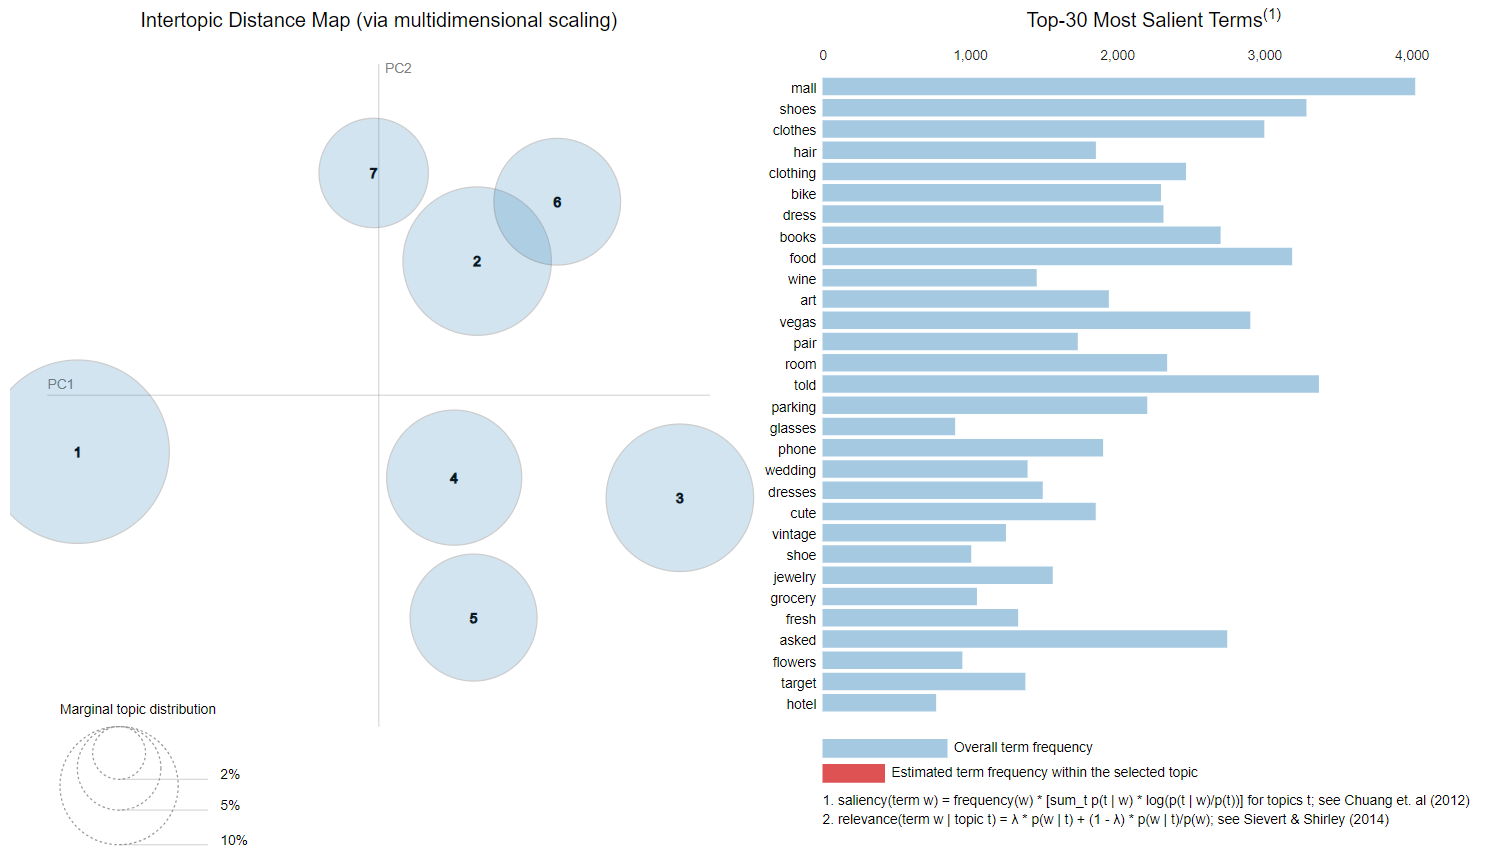 Intertopic Distance Map (via multidimensional scaling)
PC2
PC1
7
6
2
1
4
3
5
Marginal topic distribution
2%
5%
10%
Top-30 Most Salient Terms(1)
0 1,000 2,000 3,000 4,000
mall
shoes
clothes
hair
clothing
bike
dress
books
food
wine
art
vegas
pair
room
told
parking
glasses
phone
wedding
dresses
cute
vintage
shoe
jewelry
grocery
fresh
asked
flowers
target
hotel
Overall term frequency
Estimated term frequency within the selected topic
1. saliency(term w) = frequency(w) * [sum_t p(t | w) * log(p(t | w)/p(t))] for topics t; see Chuang et. al (2012)
2. relevance(term w | topic t) = λ * p(w | t) + (1 - λ) * p(w | t)/p(w); see Sievert & Shirley (2014)